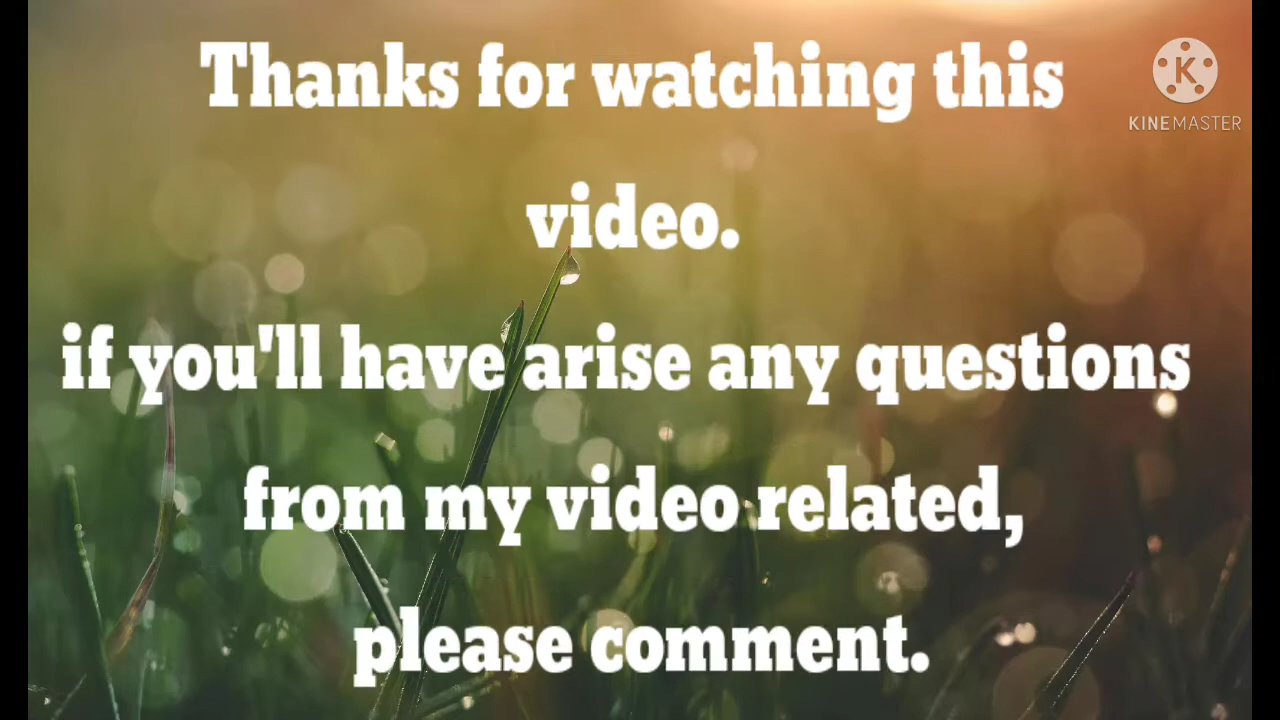 Thanks for watching this
K
KINEMASTER
video.
if you'll have arise any questions
from my video related,
please comment.